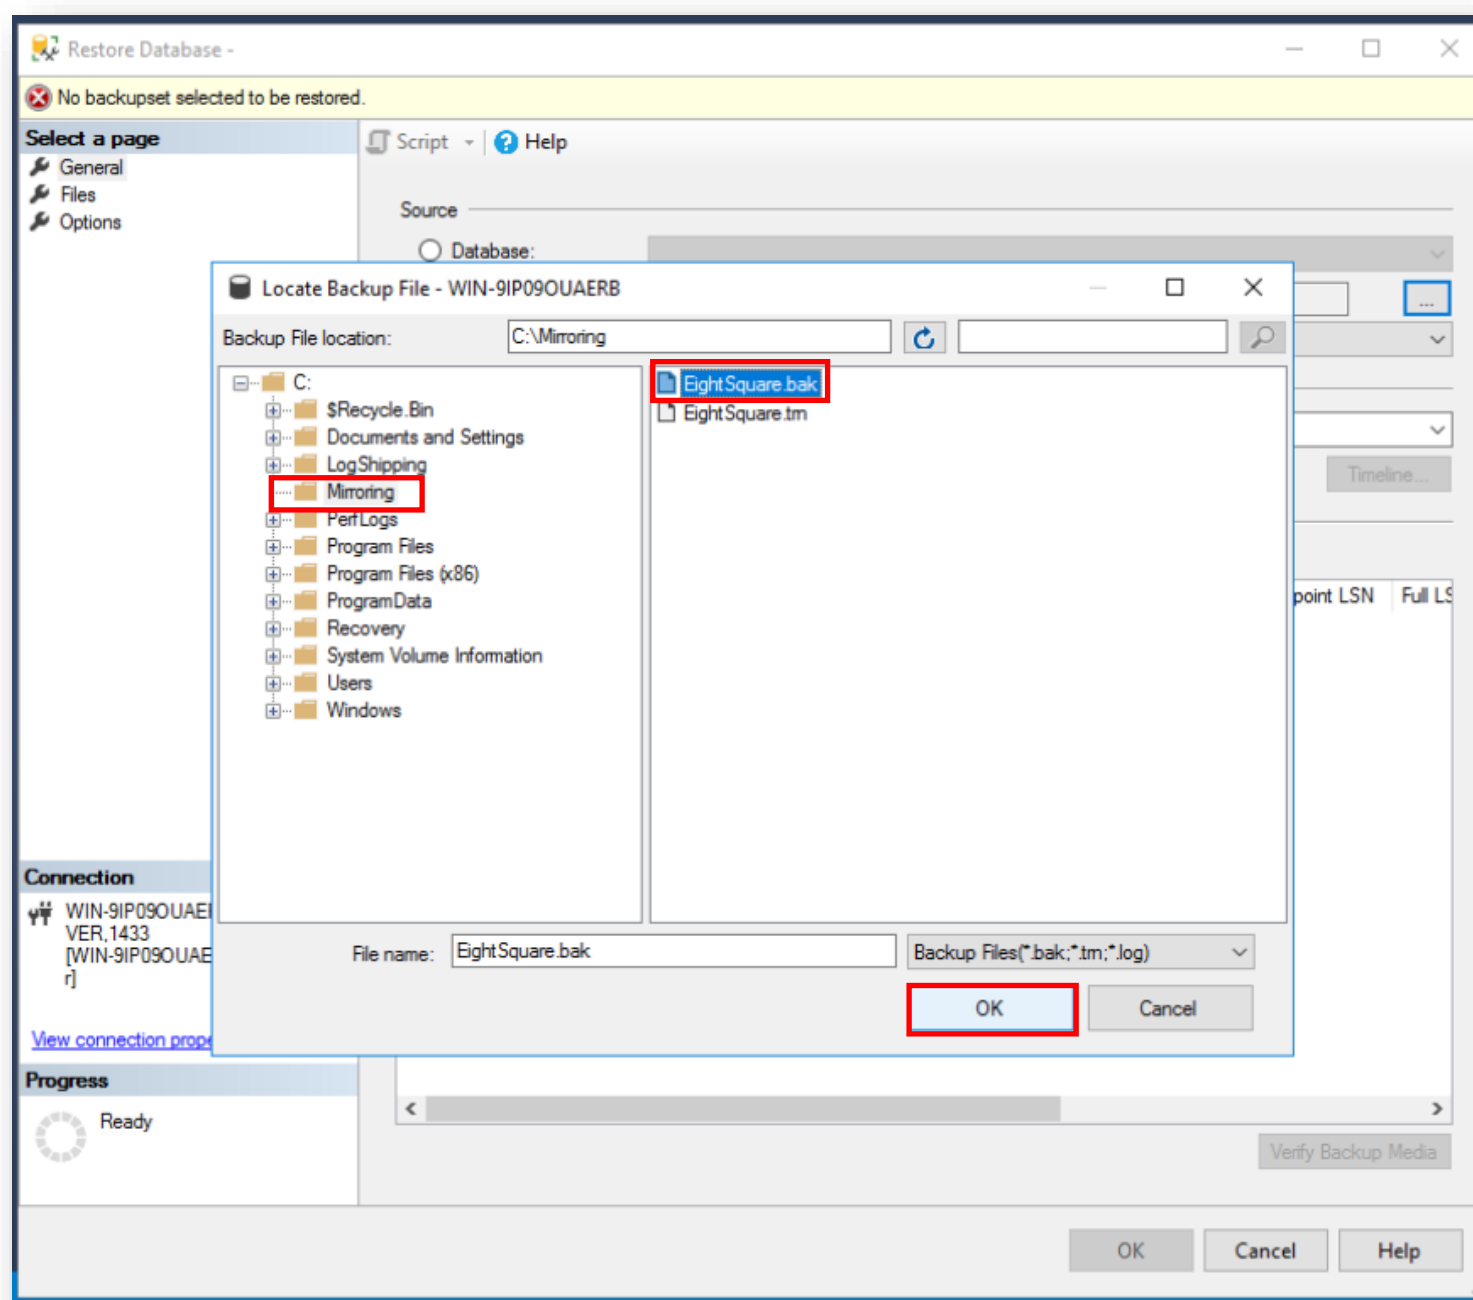 Restore Database -
No backupset selected to be restored.
Select a page
General
Files
Options
Script
Help
Source
Database:
...
Timeline...
point LSN
Full LS
Locate Backup File - WIN-9IP09OUAERB
Backup File location:
C:\Mirroring
C:
$Recycle.Bin
Documents and Settings
LogShipping
Mirroring
PerfLogs
Program Files
Program Files (x86)
ProgramData
Recovery
System Volume Information
Users
Windows
EightSquare.bak
EightSquare.trn
File name:
EightSquare.bak
Backup Files(*.bak;*.trn;*.log)
OK
Cancel
Connection
WIN-9IP09OUAE
VER,1433
[WIN-9IP09OUAE
r]
View connection prope
Progress
Ready
Verify Backup Media
OK
Cancel
Help